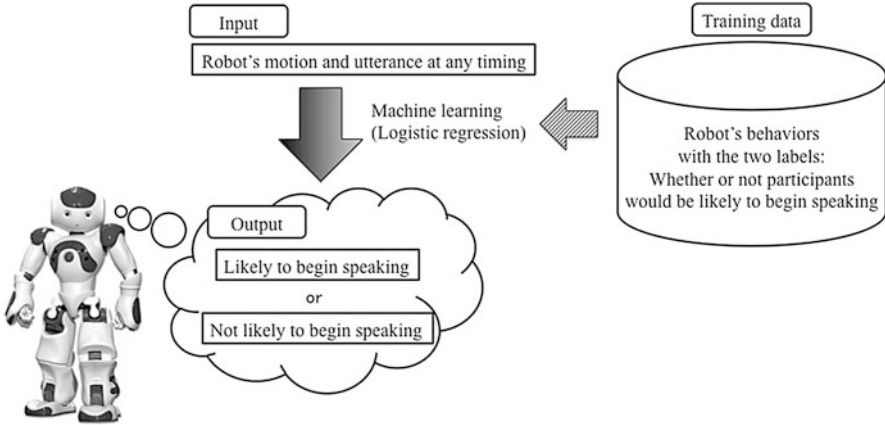 Input
Robot's motion and utterance at any timing
Machine learning
(Logistic regression)
Training data
Robot's behaviors
with the two labels:
Whether or not participants
would be likely to begin speaking
Output
Likely to begin speaking
or
Not likely to begin speaking